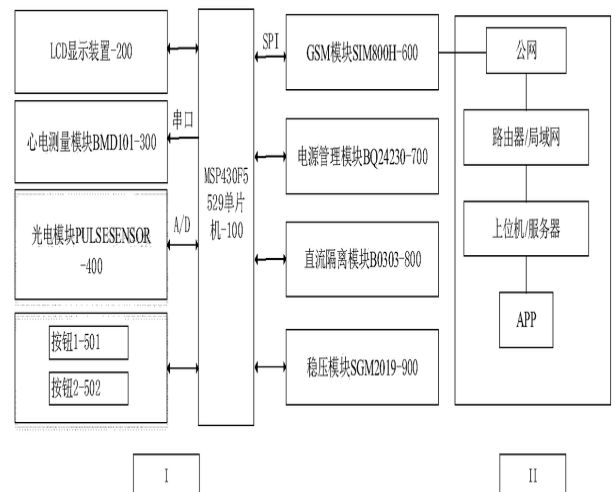 LCD显示装置-200
心电测量模块BMD101-300
串口
光电模块PULSESENSOR
-400
A/D
按钮1-501
按钮2-502
MSP430F5
529单片
机-100
SPI
GSM模块SIM800H-600
电源管理模块BQ24230-700
直流隔离模块B0303-800
稳压模块SGM2019-900
公网
路由器/局域网
上位机/服务器
APP
I
II